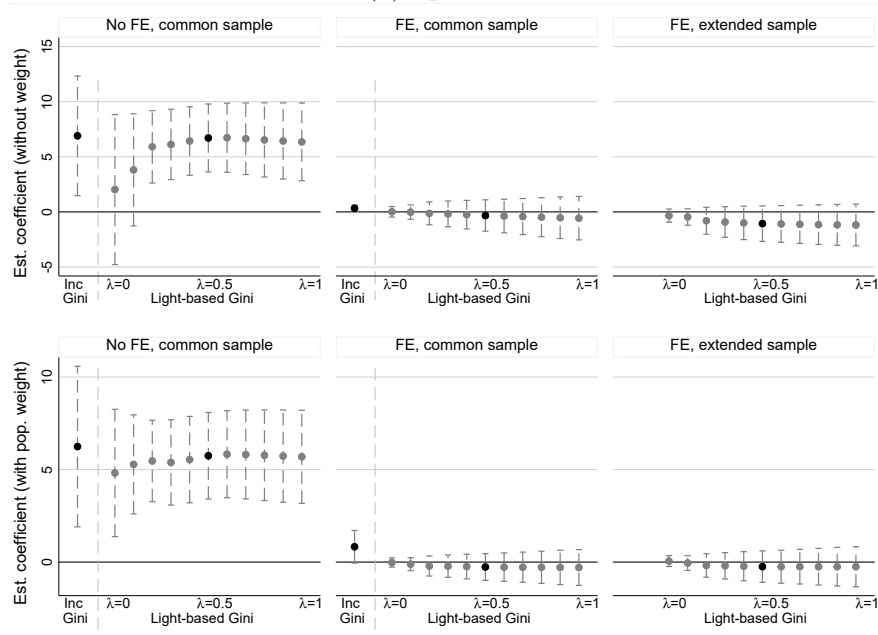 No FE, common sample
FE, common sample
FE, extended sample
Est. coefficient (without weight)
15
10
5
0
-5
Inc
Gini
λ=0
λ=0.5
λ=1
Light-based Gini
Inc
Gini
λ=0
λ=0.5
λ=1
Light-based Gini
λ=0
λ=0.5
λ=1
Light-based Gini
No FE, common sample
FE, common sample
FE, extended sample
Est. coefficient (with pop. weight)
10
5
0
Inc
Gini
λ=0
λ=0.5
λ=1
Light-based Gini
Inc
Gini
λ=0
λ=0.5
λ=1
Light-based Gini
λ=0
λ=0.5
λ=1
Light-based Gini